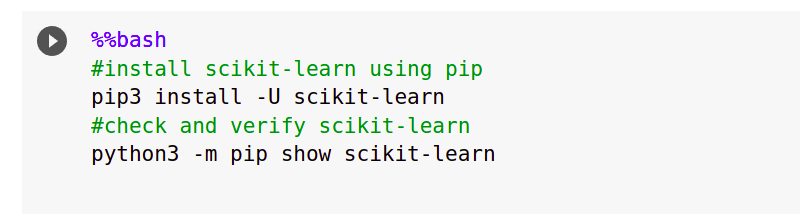 %%bash
#install scikit-learn using pip
pip3 install -U scikit-learn
#check and verify scikit-learn
python3 -m pip show scikit-learn